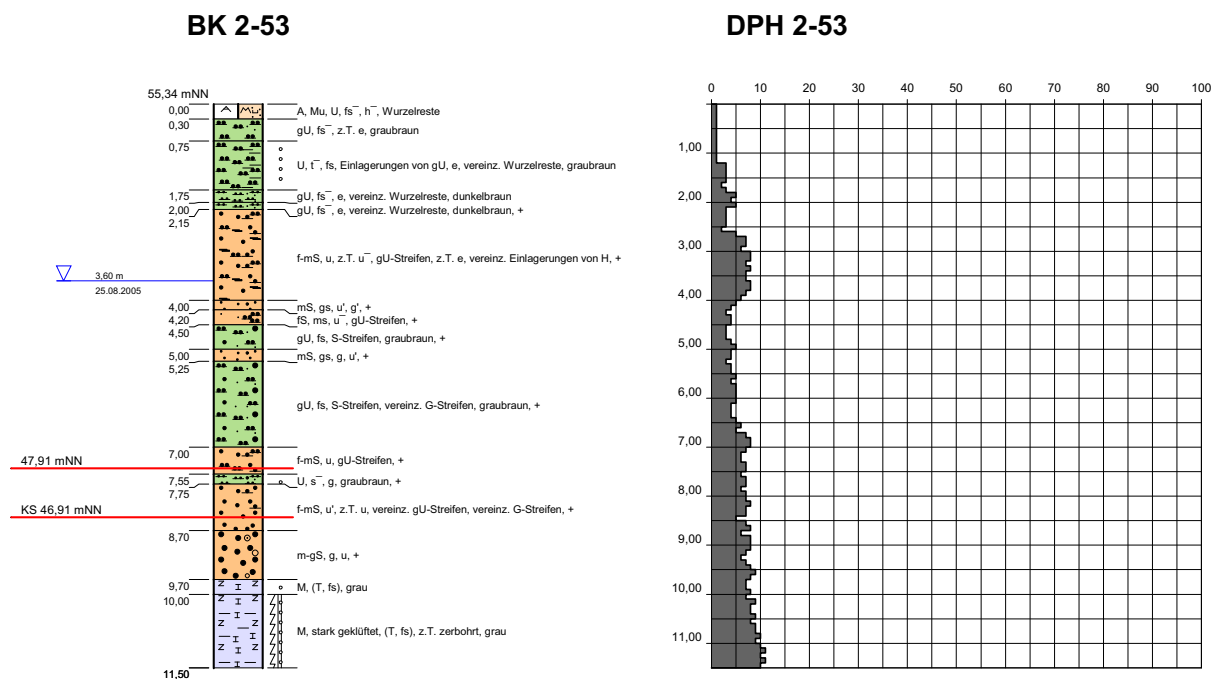 BK 2-53
DPH 2-53
55,34 mNN
0 10 20 30 40 50 60 70 80 90 100
0,00
A, Mu, U, fs¯, h¯, Wurzelreste
0,30
gU, fs¯, z.T. e, graubraun
0,75
U, t¯, fs, Einlagerungen von gU, e, vereinz. Wurzelreste, graubraun
1,75
gU, fs¯, e, vereinz. Wurzelreste, dunkelbraun
2,00
gU, fs¯, e, vereinz. Wurzelreste, dunkelbraun, +
2,15
f-mS, u, z.T. u¯, gU-Streifen, z.T. e, vereinz. Einlagerungen von H, +
3,60 m
25.08.2005
4,00
mS, gs, u', g', +
4,20
fS, ms, u¯, gU-Streifen, +
4,50
gU, fs, S-Streifen, graubraun, +
5,00
mS, gs, g, u', +
5,25
gU, fs, S-Streifen, vereinz. G-Streifen, graubraun, +
7,00
f-mS, u, gU-Streifen, +
47,91 mNN
7,55
U, s¯, g, graubraun, +
7,75
f-mS, u', z.T. u, vereinz. gU-Streifen, vereinz. G-Streifen, +
KS 46,91 mNN
8,70
m-gS, g, u, +
9,70
M, (T, fs), grau
10,00
M, stark geklüftet, (T, fs), z.T. zerbohrt, grau
11,50
1,00
2,00
3,00
4,00
5,00
6,00
7,00
8,00
9,00
10,00
11,00